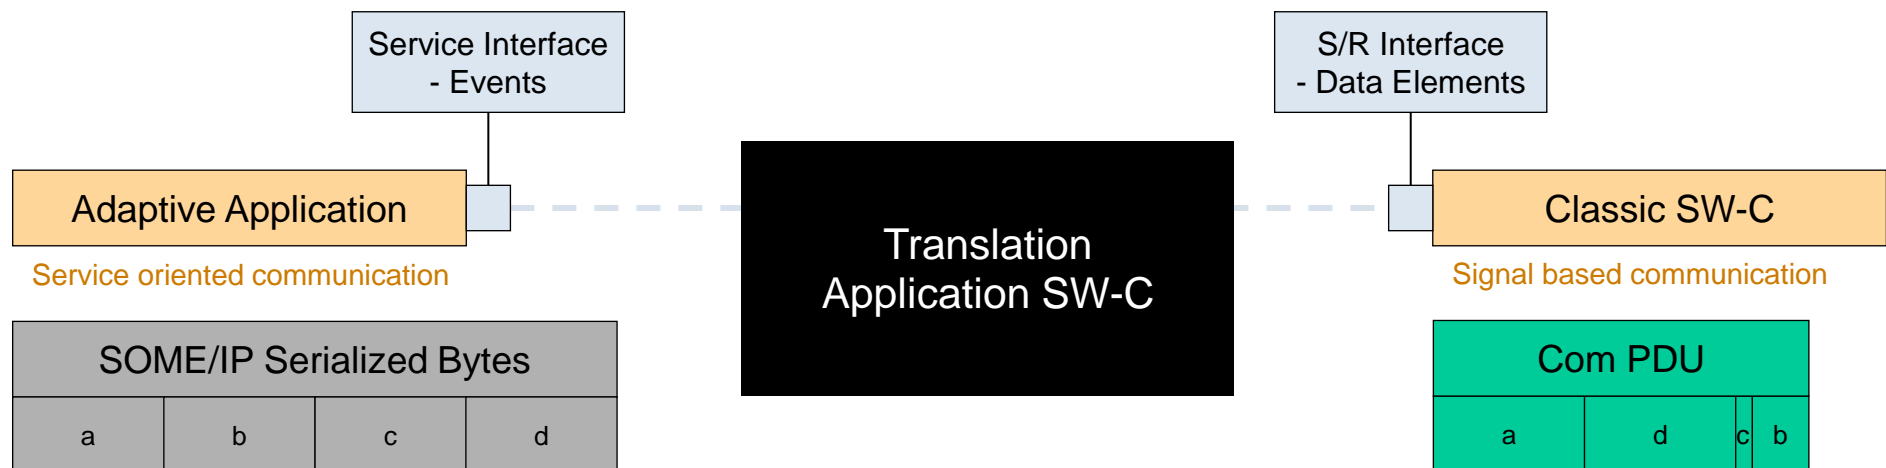 Service Interface
- Events
S/R Interface
- Data Elements
Adaptive Application
Translation
Application SW-C
Classic SW-C
Service oriented communication
Signal based communication
SOME/IP Serialized Bytes
a b c d
Com PDU
a d c b